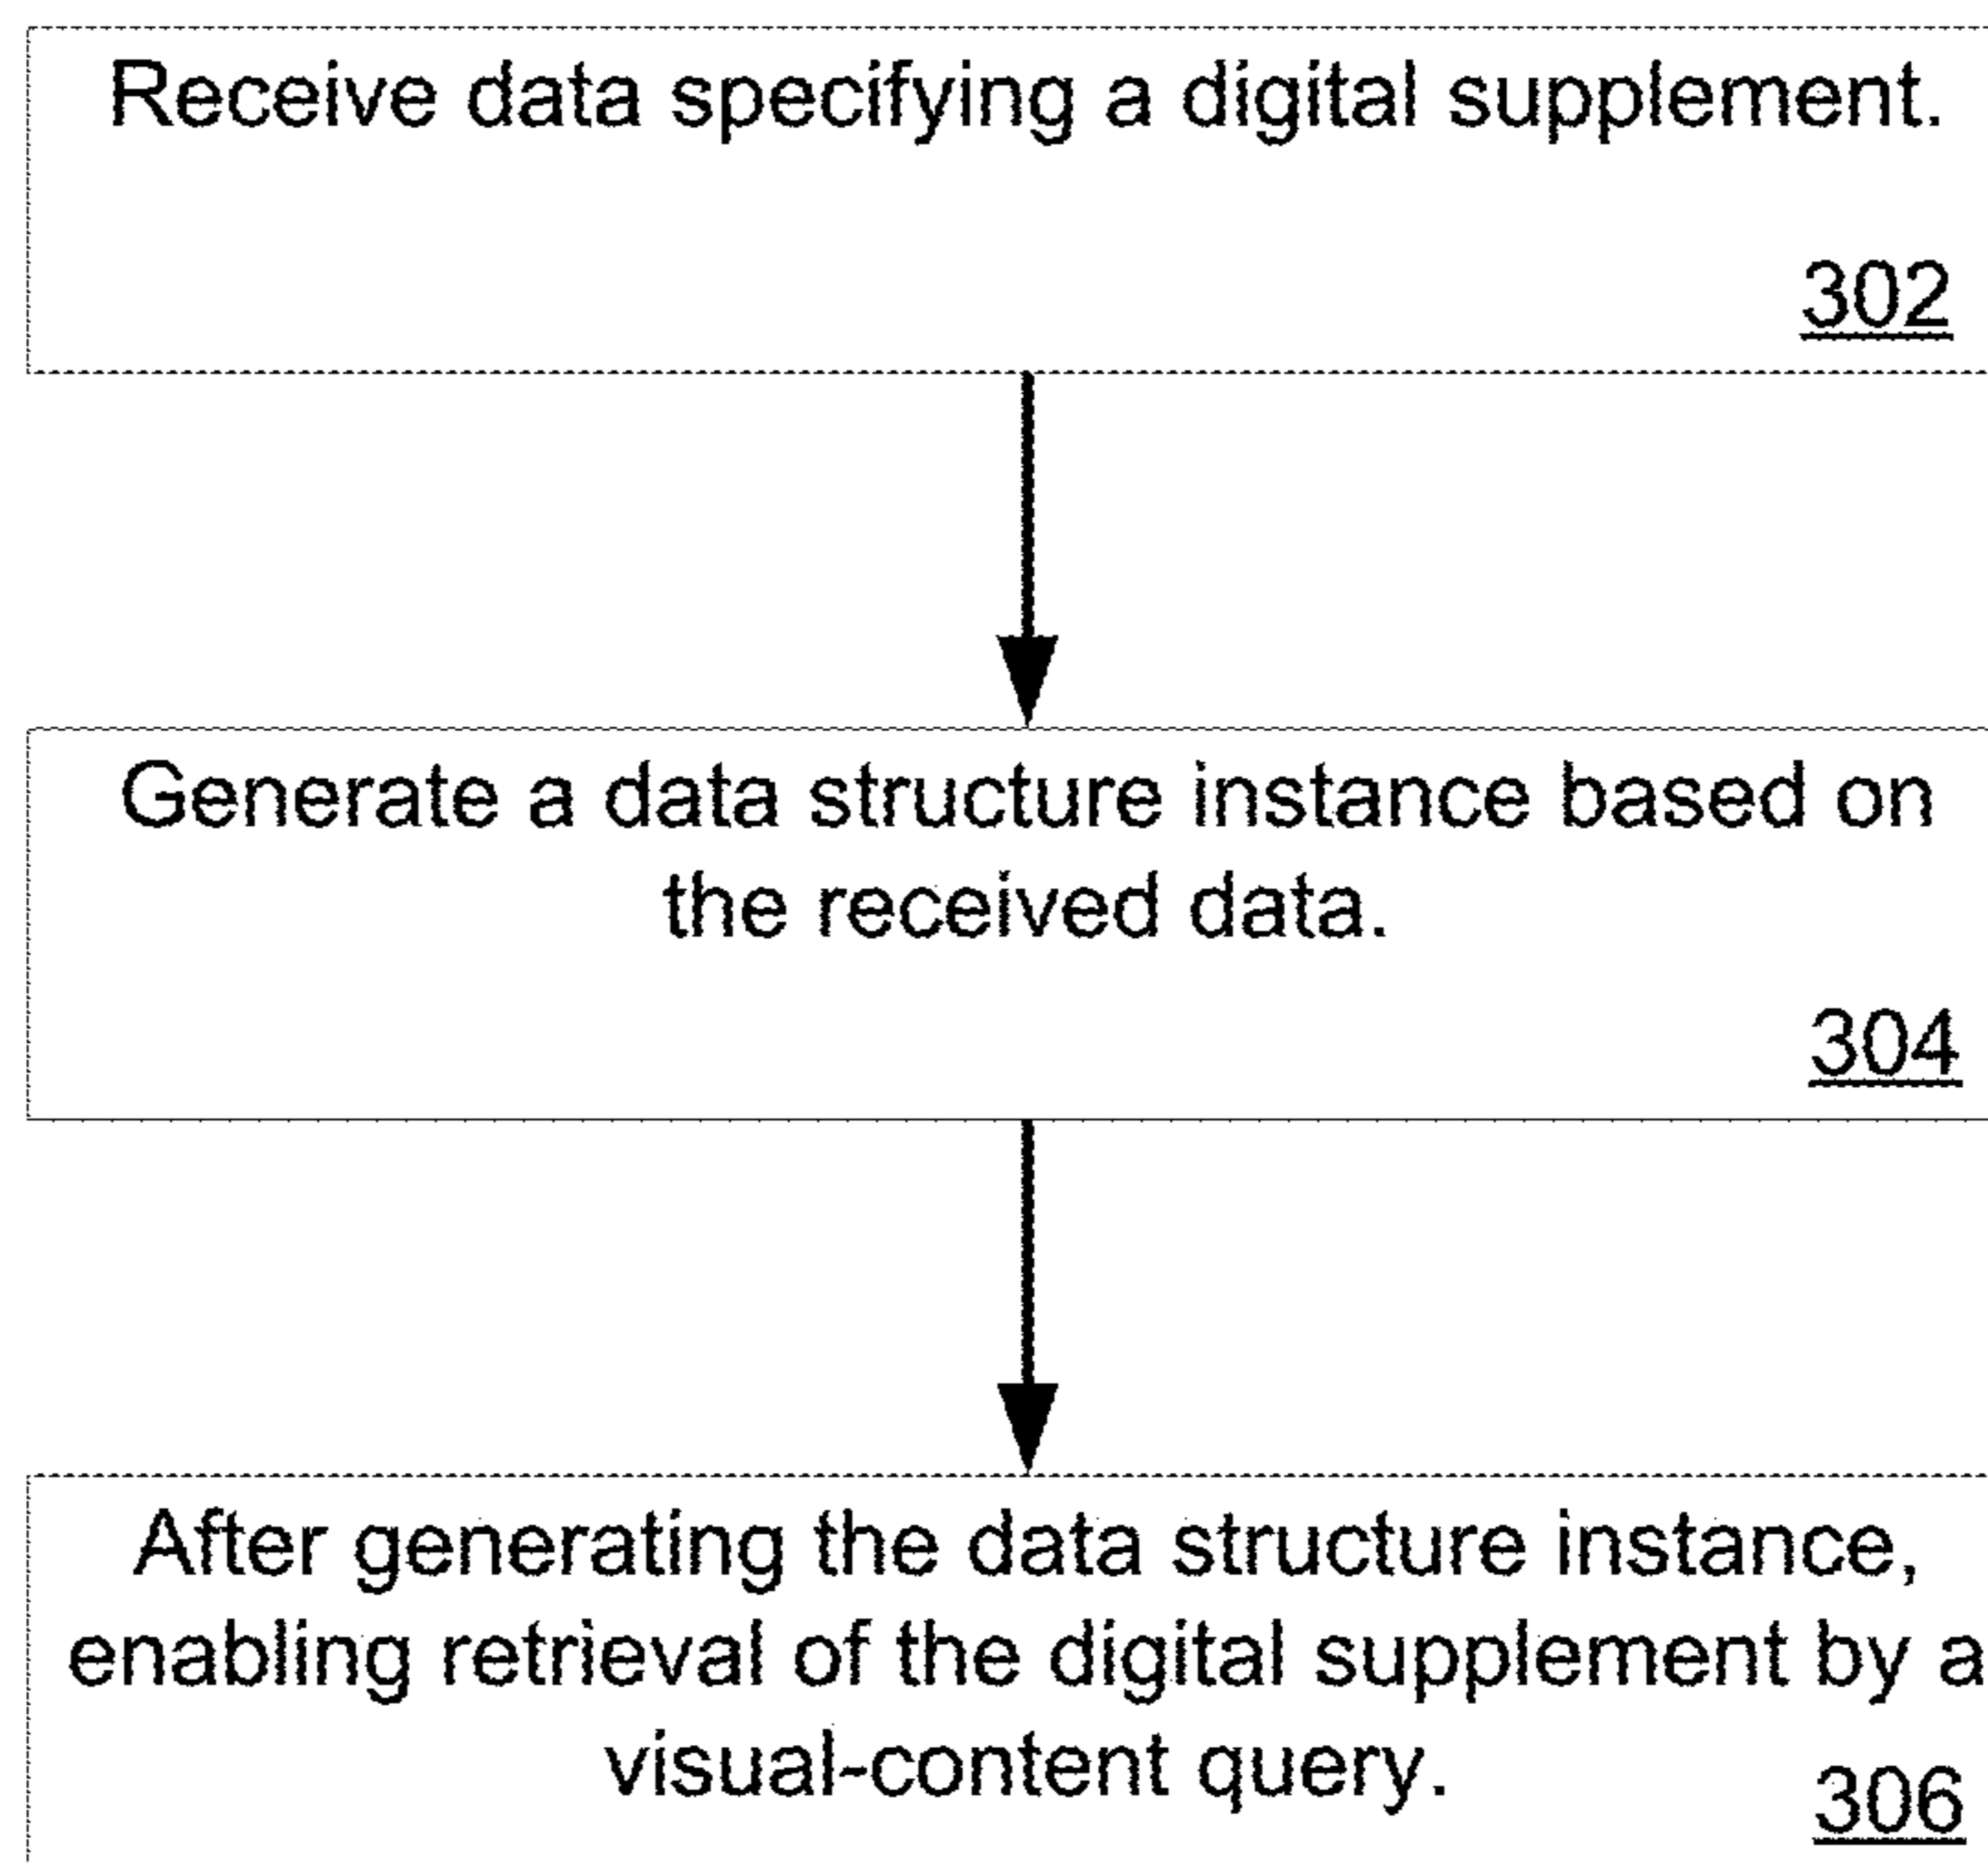 Receive data specifying a digital supplement.
302
Generate a data structure instance based on
the received data.
304
After generating the data structure instance,
enabling retrieval of the digital supplement by a
visual-content query.
306